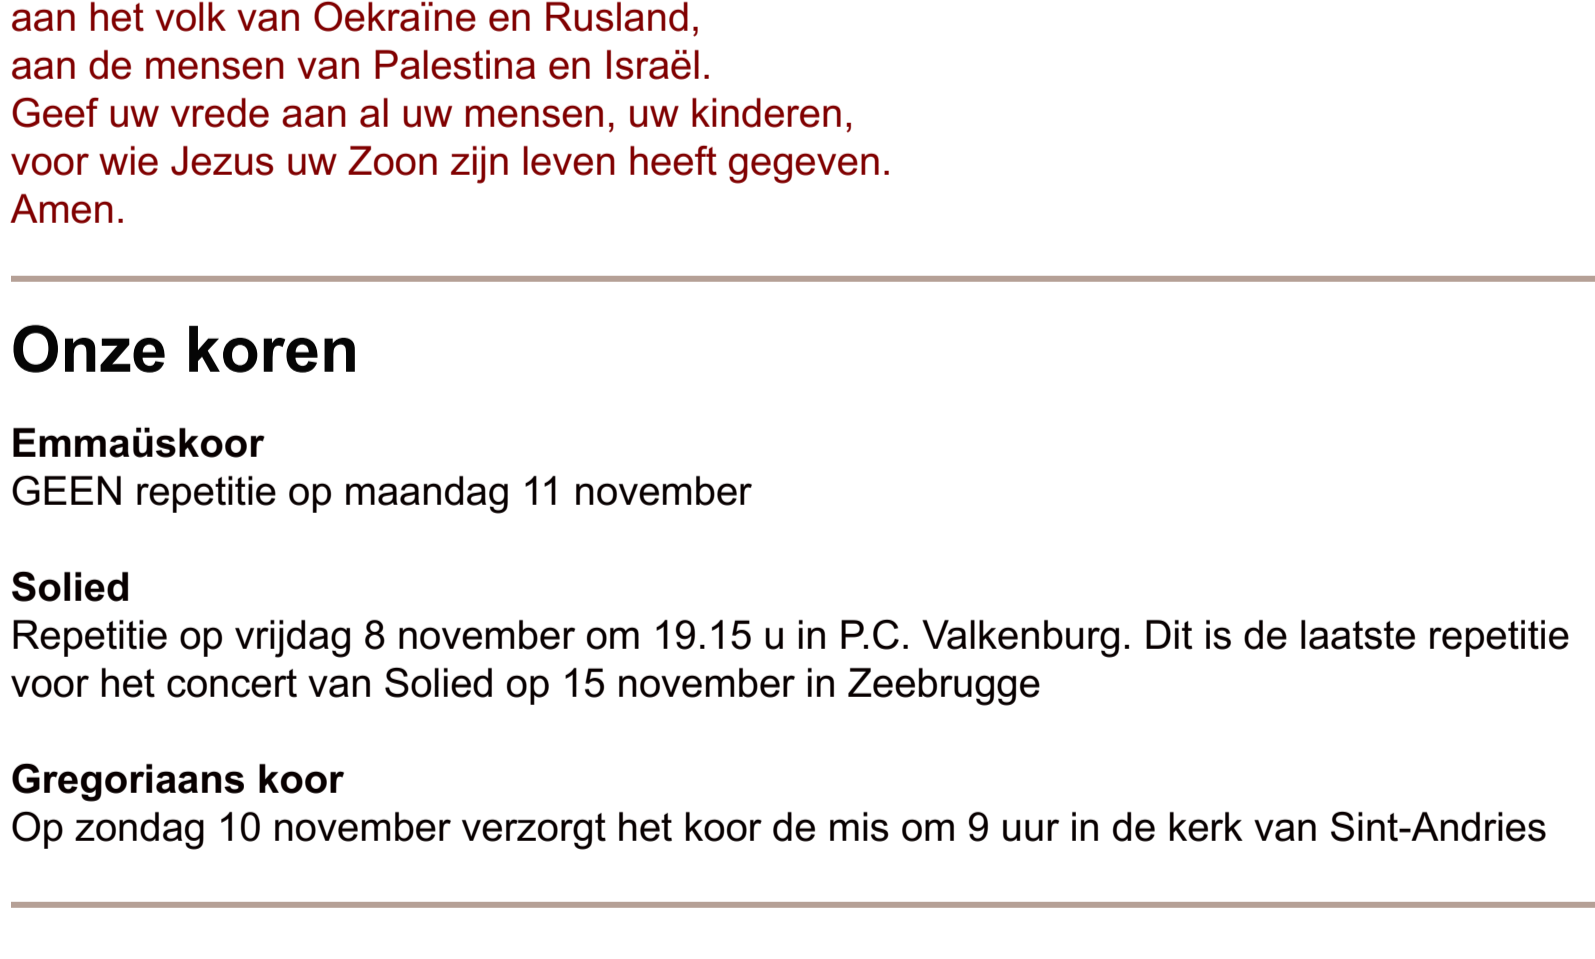 aan het volk van Oekraïne en Rusland,
aan de mensen van Palestina en Israël.
Geef uw vrede aan al uw mensen, uw kinderen,
voor wie Jezus uw Zoon zijn leven heeft gegeven.
Amen.
Onze koren
Emmaüskoor
GEEN repetitie op maandag 11 november
Solied
Repetitie op vrijdag 8 november om 19.15 u in P.C. Valkenburg. Dit is de laatste repetitie
voor het concert van Solied op 15 november in Zeebrugge
Gregoriaans koor
Op zondag 10 november verzorgt het koor de mis om 9 uur in de kerk van Sint-Andries